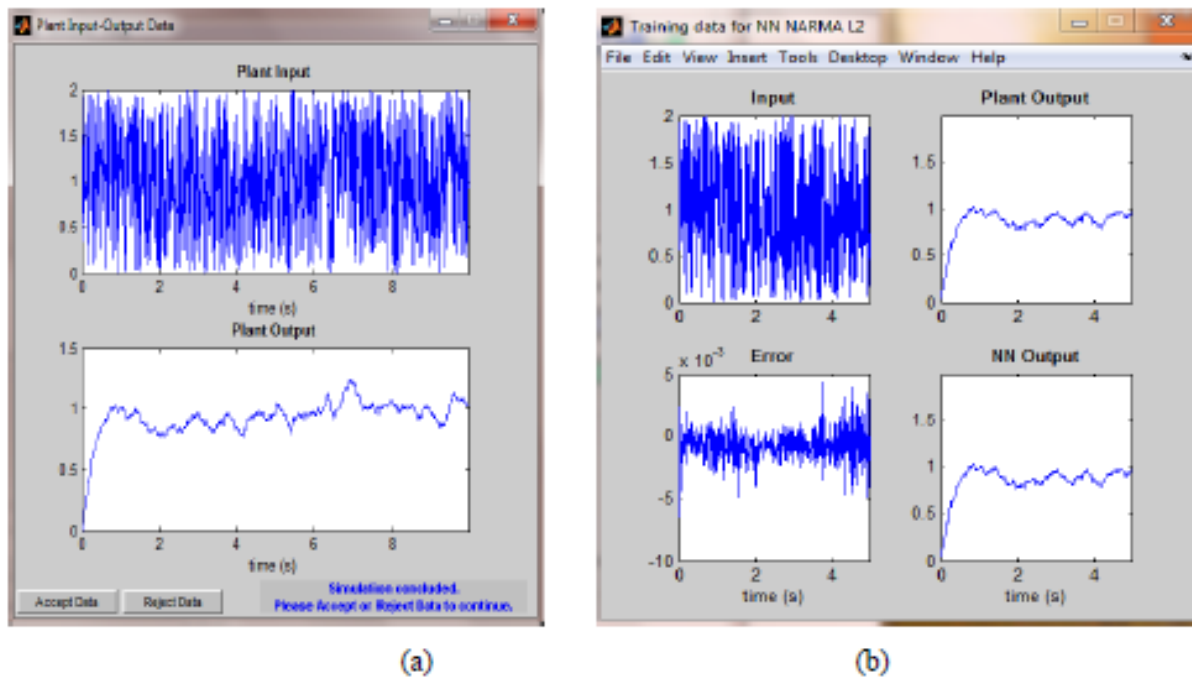 Plant Input-Output Data
Plant Input
2
1.5
1
0.5
0
0 2 4 6 8
time (s)
Plant Output
1.5
1
0.5
0
0 2 4 6 8
time (s)
Simulation concluded.
Please Accept or Reject Data to continue.
Accept Data Reject Data
(a)
Training data for NN NARMA L2
File Edit View Insert Tools Desktop Window Help
Input
2
1.5
1
0.5
0
0 2 4
Plant Output
1.5
1
0.5
0
0 2 4
Error
x 10-3
5
0
-5
-10
0 2 4
time (s)
NN Output
1.5
1
0.5
0
0 2 4
time (s)
(b)